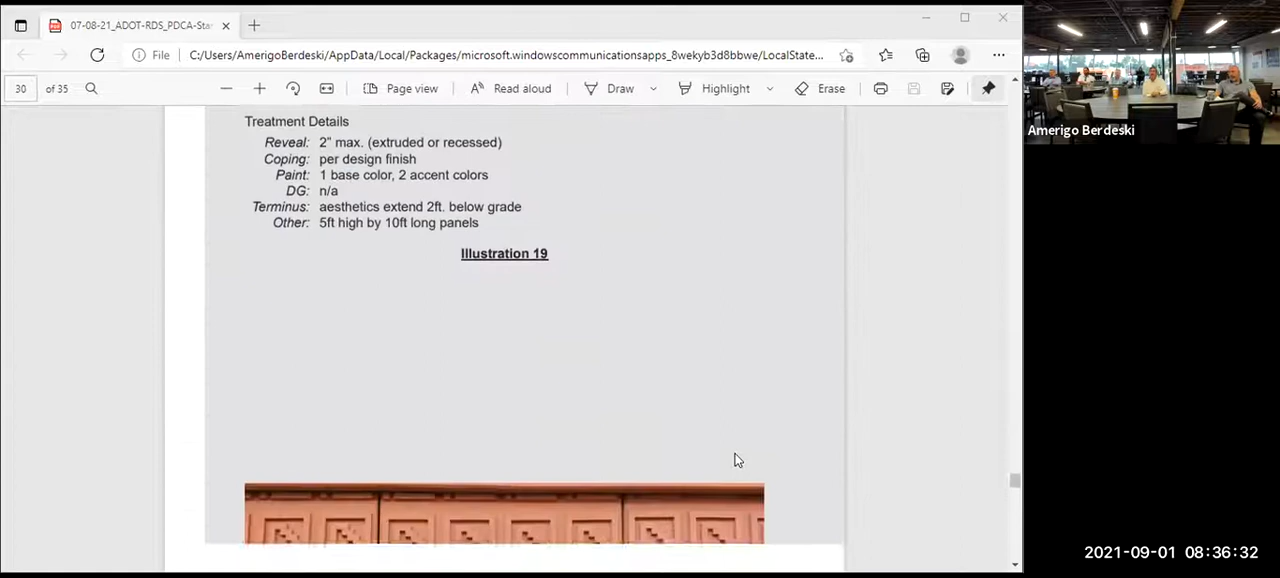 07-08-21_ADOT-RDS_PDCA-Sta
File C:/Users/AmerigoBerdeski/AppData/Local/Packages/microsoft.windowscommunicationsapps_8wekyb3d8bbwe/LocalState...
30 of 35 Page view Read aloud Draw Highlight Erase
Treatment Details
Reveal: 2" max. (extruded or recessed)
Coping: per design finish
Paint: 1 base color, 2 accent colors
DG: n/a
Terminus: aesthetics extend 2ft. below grade
Other: 5ft high by 10ft long panels
Illustration 19
Amerigo Berdeski
2021-09-01 08:36:32